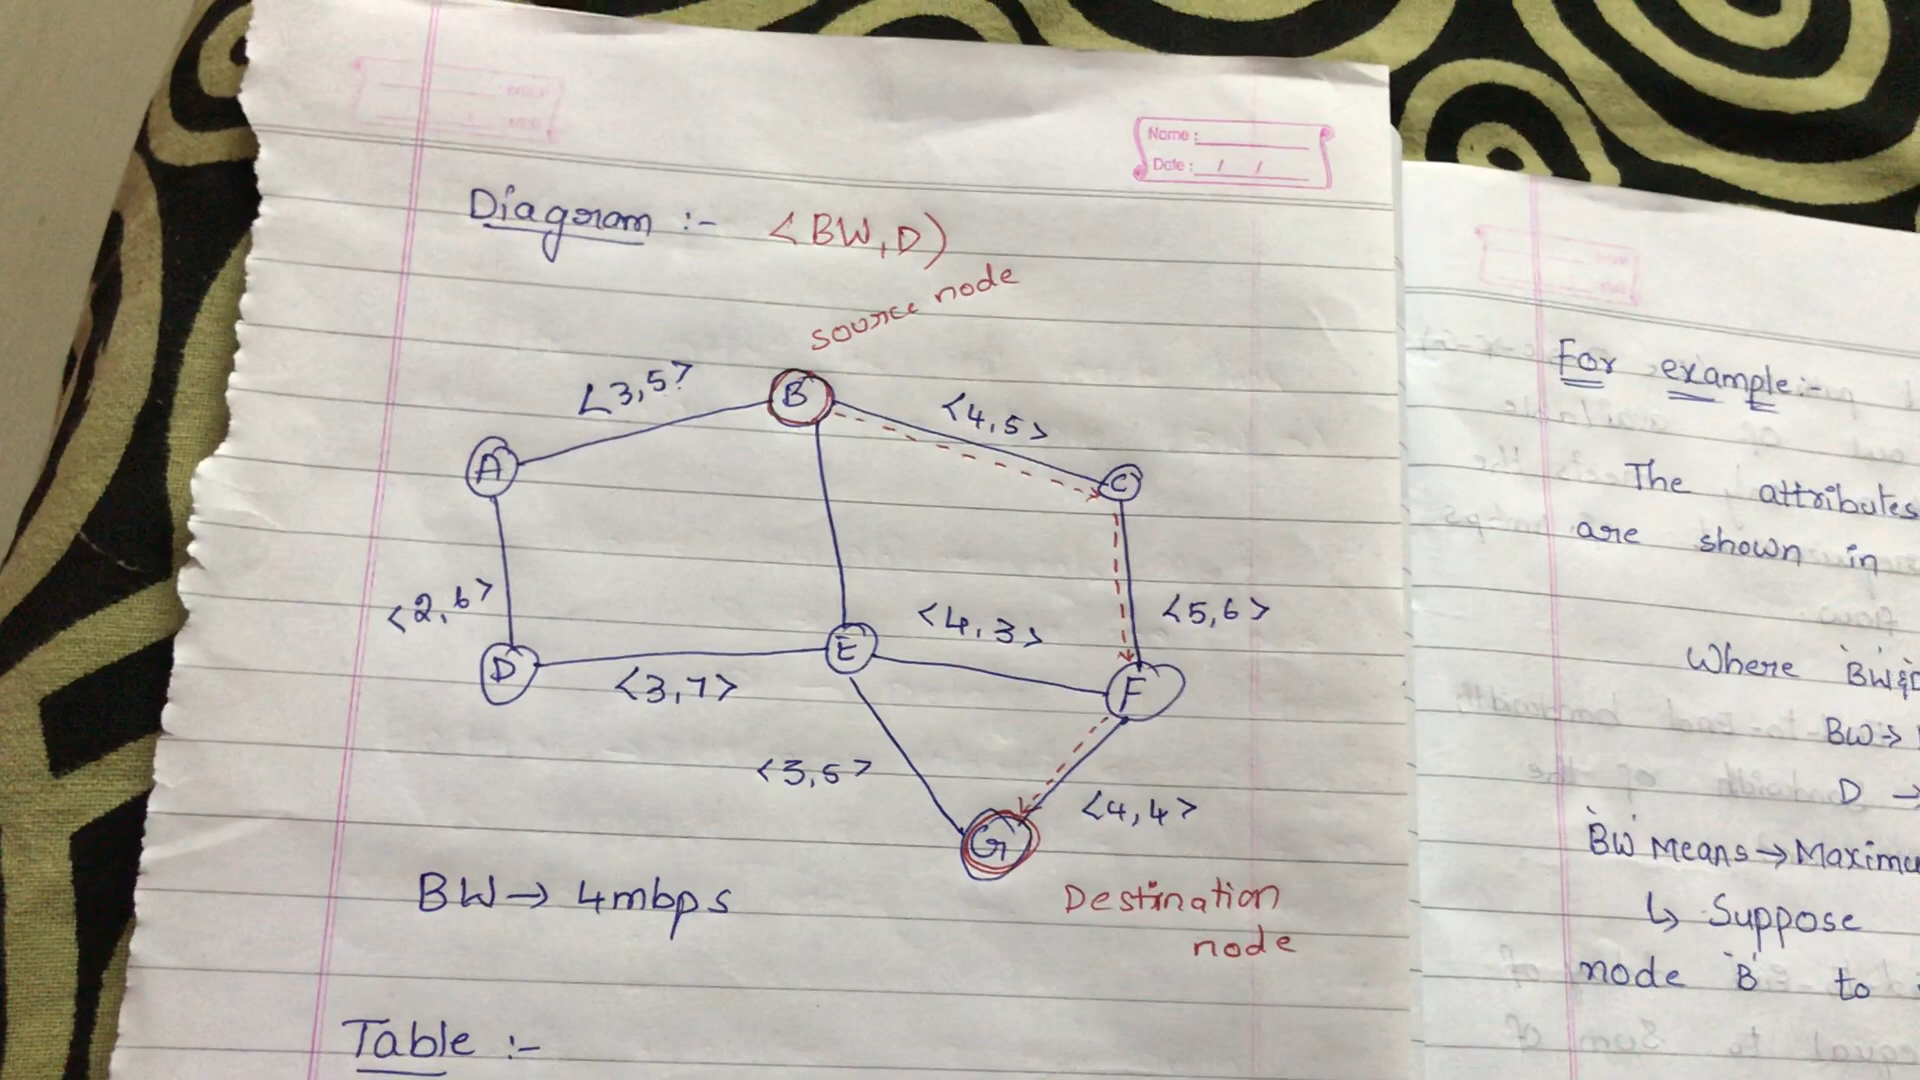 Name :
Date : / /
Diagram :- <BW,D)
source node
<3,5>
B
<4,5>
A
C
<2,6>
<4,3>
<5,6>
D
E
F
<3,7>
<3,5>
<4,4>
G
BW → 4mbps
Destination
node
Table :-
For example:-
The attributes
are shown in
Where 'BW'&
BW→
D →
'BW' Means → Maximu
↳ Suppose
node 'B' to